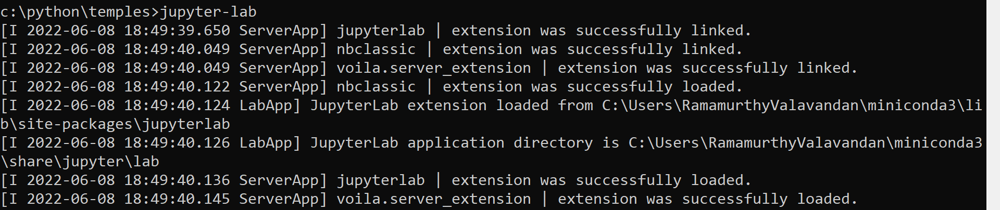 c:\python\temples>jupyter-lab
[I 2022-06-08 18:49:39.650 ServerApp] jupyterlab | extension was successfully linked.
[I 2022-06-08 18:49:40.049 ServerApp] nbclassic | extension was successfully linked.
[I 2022-06-08 18:49:40.049 ServerApp] voila.server_extension | extension was successfully linked.
[I 2022-06-08 18:49:40.122 ServerApp] nbclassic | extension was successfully loaded.
[I 2022-06-08 18:49:40.124 LabApp] JupyterLab extension loaded from C:\Users\RamamurthyValavandan\miniconda3\li
b\site-packages\jupyterlab
[I 2022-06-08 18:49:40.126 LabApp] JupyterLab application directory is C:\Users\RamamurthyValavandan\miniconda3
\share\jupyter\lab
[I 2022-06-08 18:49:40.136 ServerApp] jupyterlab | extension was successfully loaded.
[I 2022-06-08 18:49:40.145 ServerApp] voila.server_extension | extension was successfully loaded.